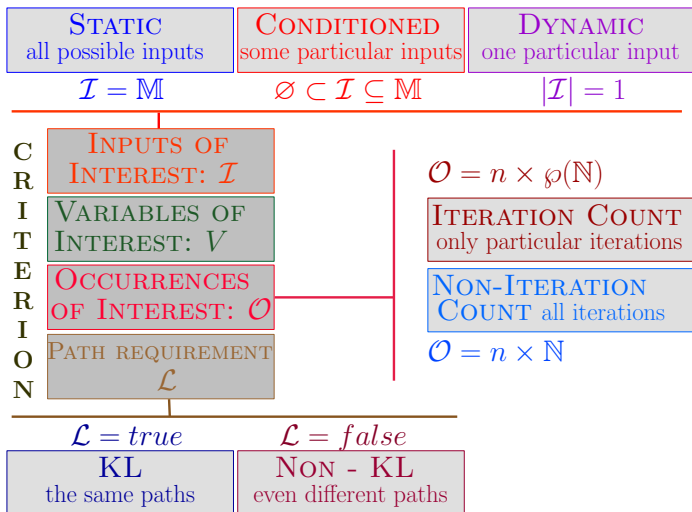 STATIC
all possible inputs
CONDITIONED
some particular inputs
DYNAMIC
one particular input
ℐ = 𝕄
∅ ⊂ ℐ ⊆ 𝕄
|ℐ| = 1
CRITERION
INPUTS OF
INTEREST: ℐ
VARIABLES OF
INTEREST: V
OCCURRENCES
OF INTEREST: 𝒪
PATH REQUIREMENT
ℒ
𝒪 = n × ℘(ℕ)
ITERATION COUNT
only particular iterations
NON-ITERATION
COUNT all iterations
𝒪 = n × ℕ
ℒ = true
ℒ = false
KL
the same paths
NON - KL
even different paths